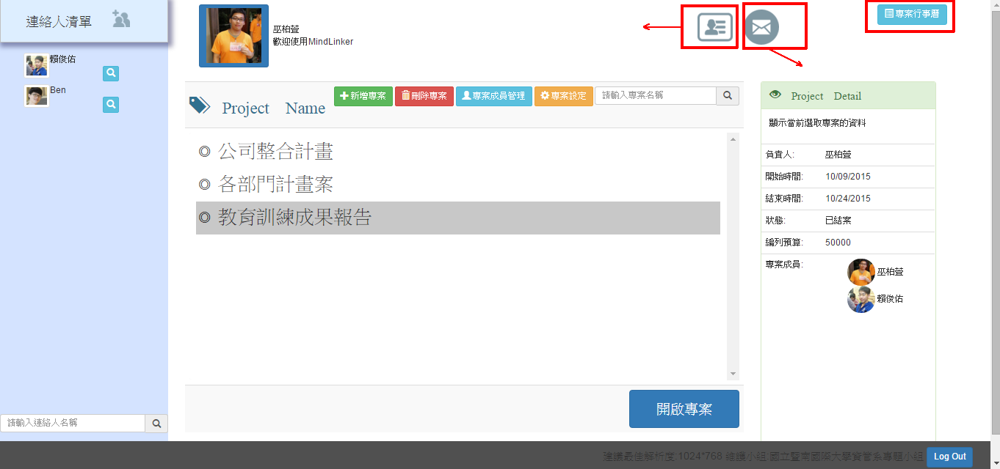 連絡人清單
賴俊佑
Ben
請輸入連絡人名稱
巫柏萱
歡迎使用MindLinker
專案行事曆
Project Name
新增專案
刪除專案
專案成員管理
專案設定
請輸入專案名稱
公司整合計畫
各部門計畫案
教育訓練成果報告
開啟專案
Project Detail
顯示當前選取專案的資料
負責人: 巫柏萱
開始時間: 10/09/2015
結束時間: 10/24/2015
狀態: 已結案
編列預算: 50000
專案成員:
巫柏萱
賴俊佑
建議最佳解析度:1024*768 維護小組:國立暨南國際大學資管系專題小組
Log Out